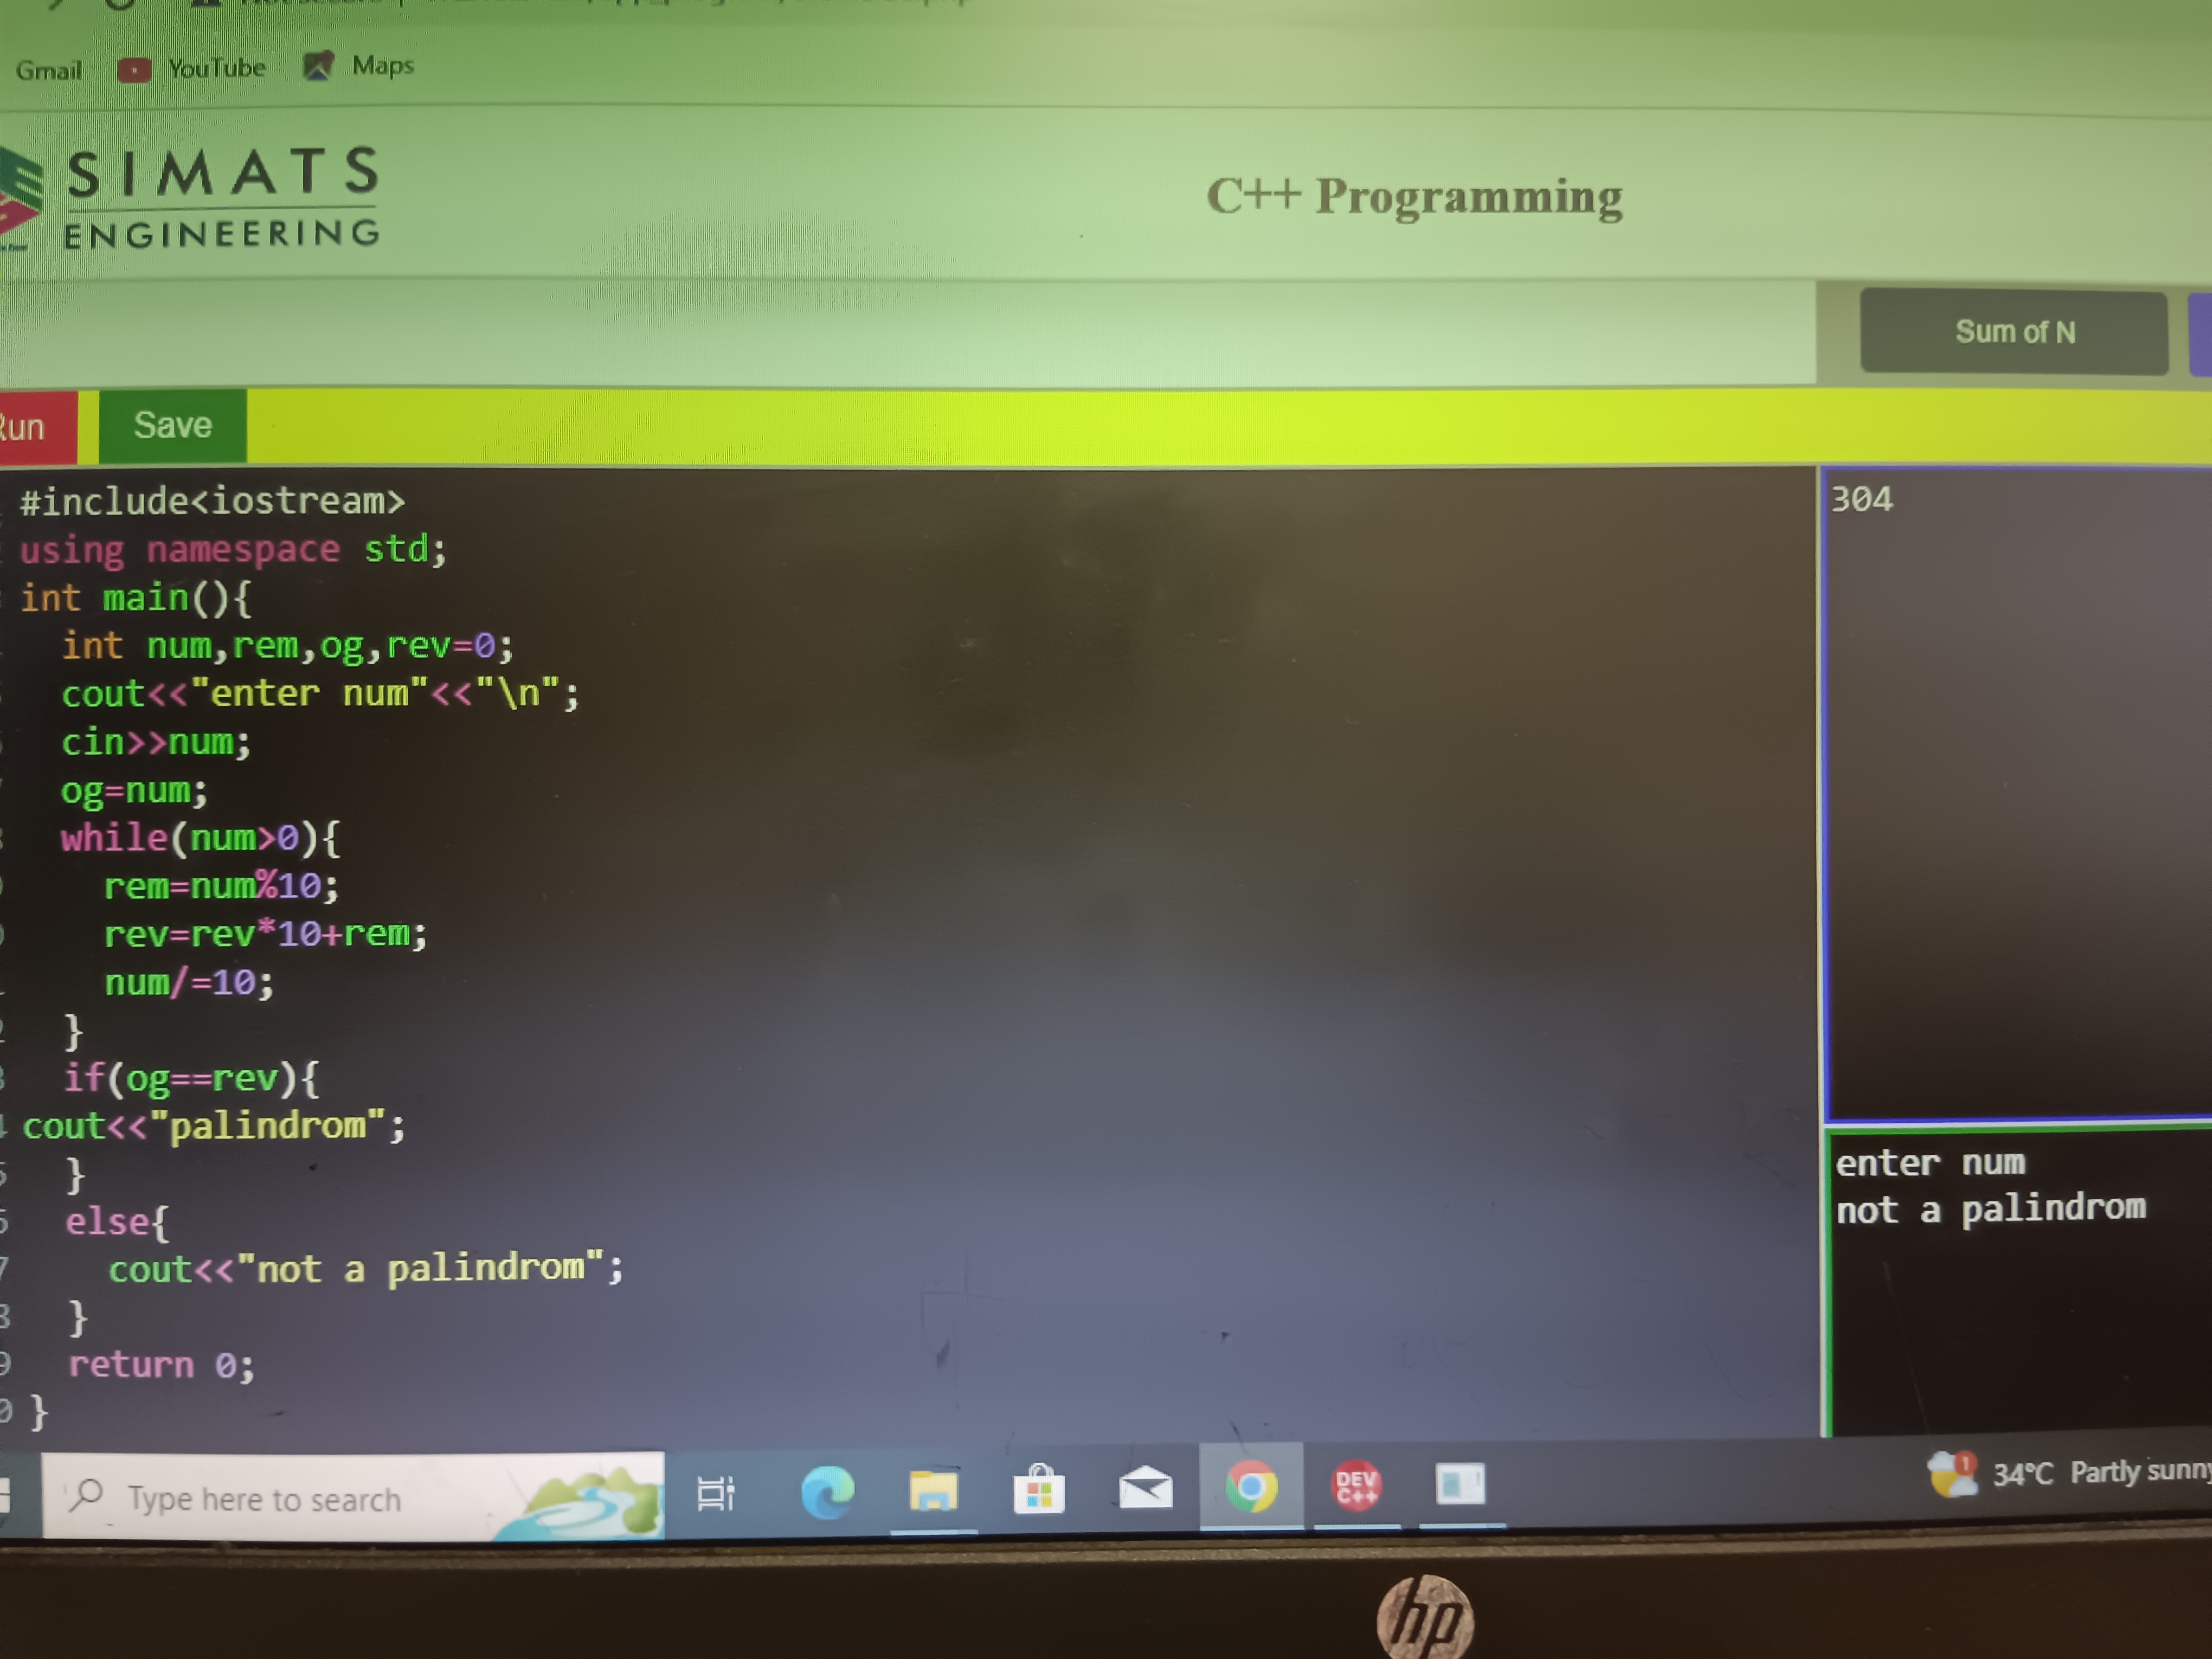 Gmail YouTube Maps
SIMATS
ENGINEERING
C++ Programming
Sum of N
Run Save
#include<iostream>
using namespace std;
int main(){
int num,rem,og,rev=0;
cout<<"enter num"<<"\n";
cin>>num;
og=num;
while(num>0){
rem=num%10;
rev=rev*10+rem;
num/=10;
}
if(og==rev){
cout<<"palindrom";
}
else{
cout<<"not a palindrom";
}
return 0;
}
304
enter num
not a palindrom
Type here to search
DEV
C++
1
34°C Partly sunny
hp